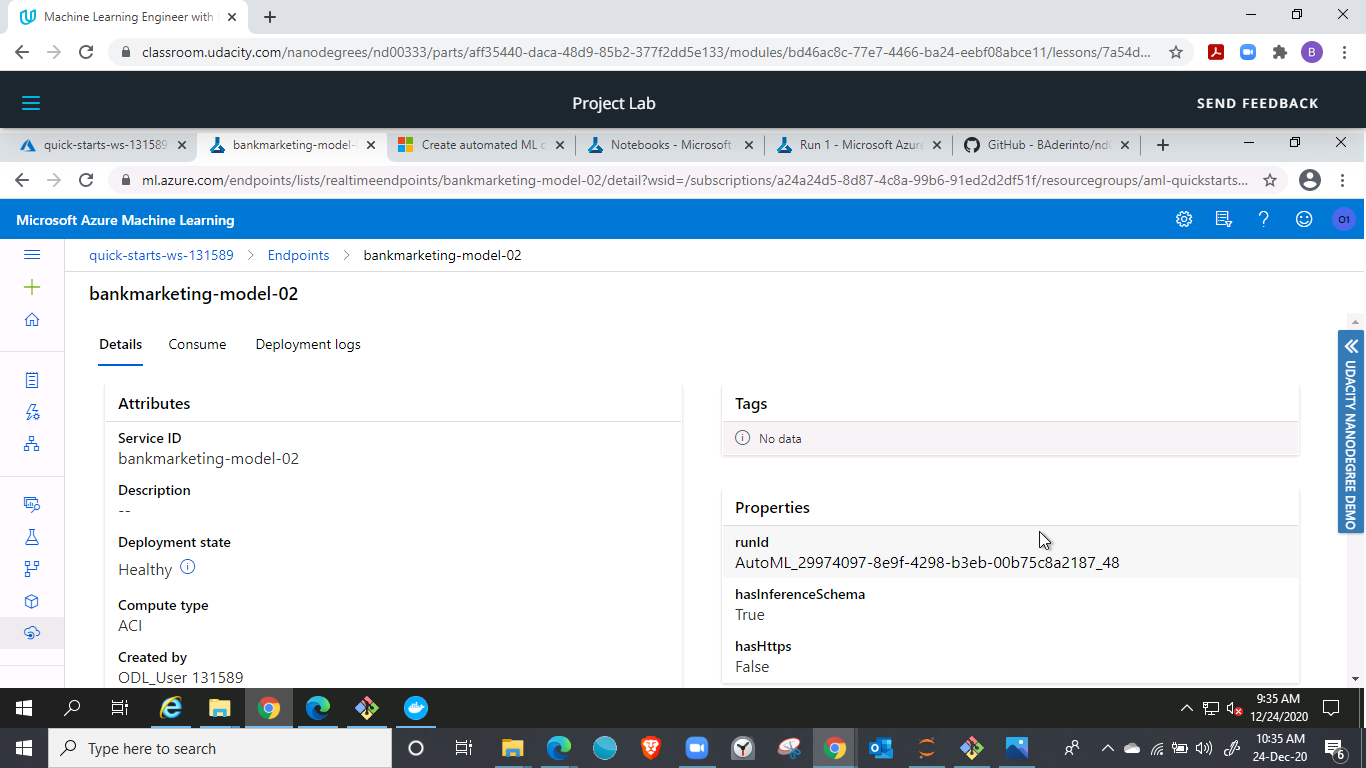 Machine Learning Engineer with
classroom.udacity.com/nanodegrees/nd00333/parts/aff35440-daca-48d9-85b2-377f2dd5e133/modules/bd46ac8c-77e7-4466-ba24-eebf08abce11/lessons/7a54d...
B
Project Lab
SEND FEEDBACK
quick-starts-ws-131589
bankmarketing-model-
Create automated ML c
Notebooks - Microsoft
Run 1 - Microsoft Azure
GitHub - BAderinto/nd0
ml.azure.com/endpoints/lists/realtimeendpoints/bankmarketing-model-02/detail?wsid=/subscriptions/a24a24d5-8d87-4c8a-99b6-91ed2d2df51f/resourcegroups/aml-quickstarts...
Microsoft Azure Machine Learning
O1
quick-starts-ws-131589 > Endpoints > bankmarketing-model-02
bankmarketing-model-02
Details
Consume
Deployment logs
Attributes
Service ID
bankmarketing-model-02
Description
--
Deployment state
Healthy
Compute type
ACI
Created by
ODL_User 131589
Tags
No data
Properties
runId
AutoML_29974097-8e9f-4298-b3eb-00b75c8a2187_48
hasInferenceSchema
True
hasHttps
False
UDACITY NANODEGREE DEMO
9:35 AM
12/24/2020
Type here to search
10:35 AM
24-Dec-20
6